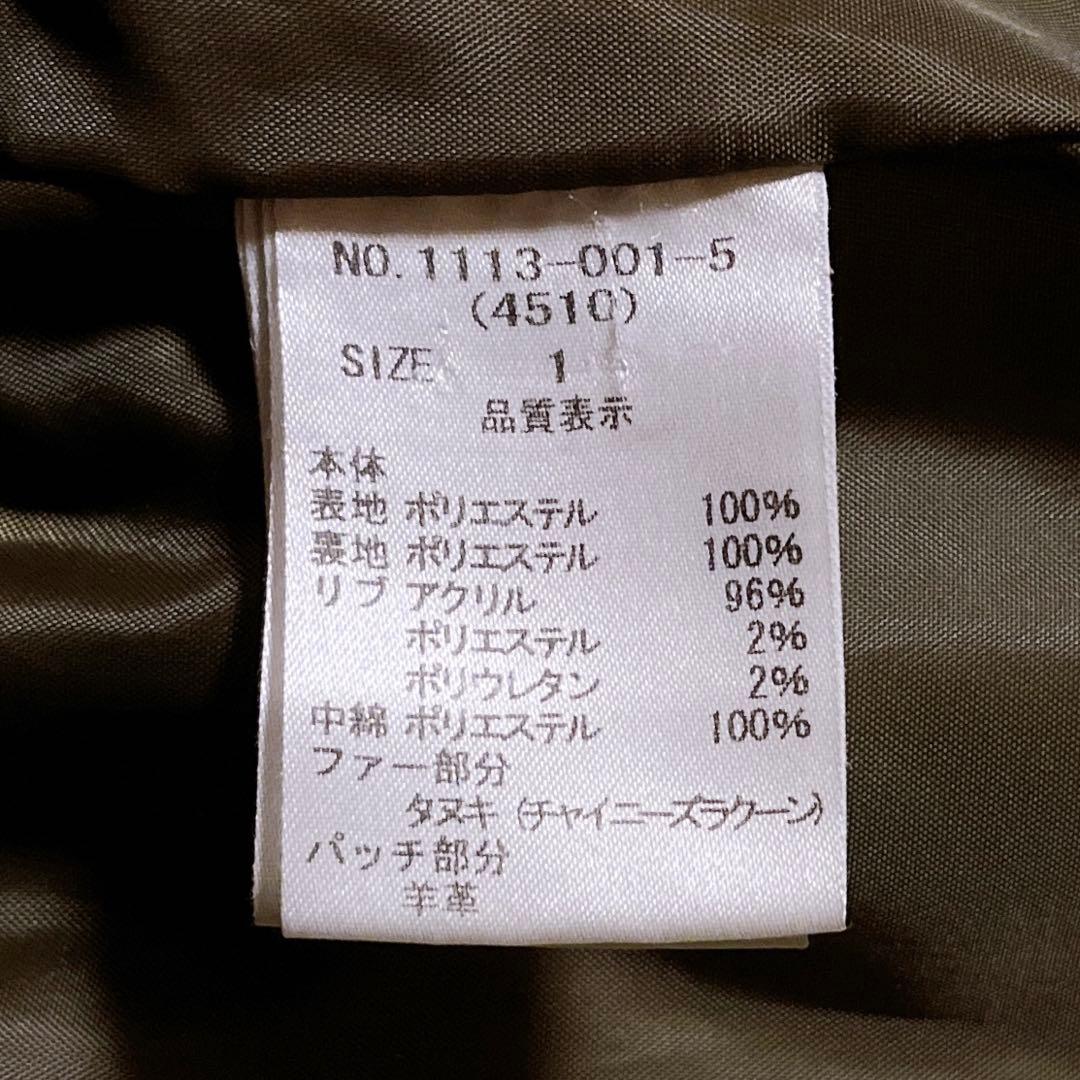 NO.1113-001-5
(4510)
SIZE 1
品質表示
本体
表地 ポリエステル 100%
裏地 ポリエステル 100%
リブ アクリル 96%
ポリエステル 2%
ポリウレタン 2%
中綿 ポリエステル 100%
ファー部分
タヌキ (チャイニーズラクーン)
パッチ部分
羊革